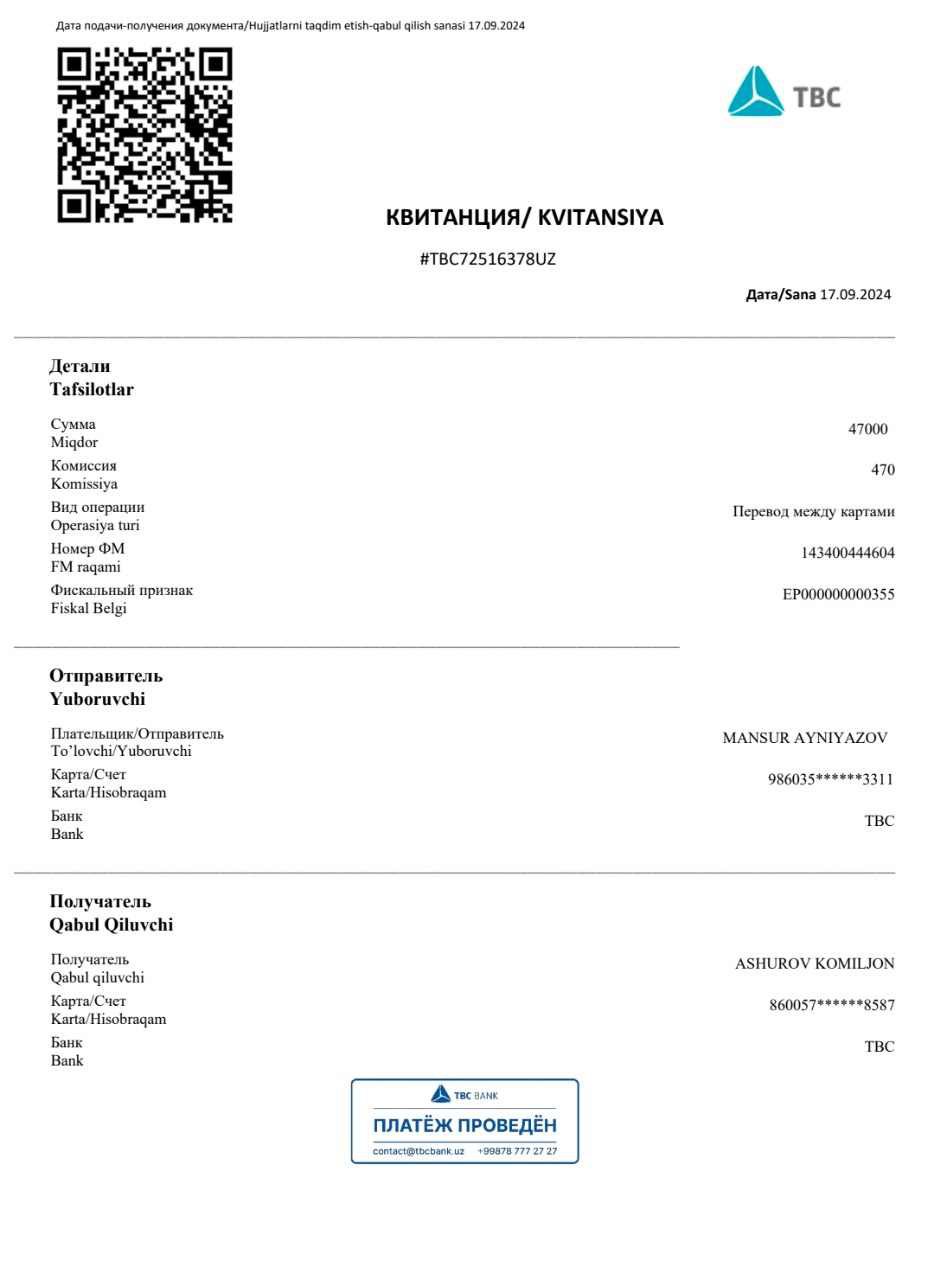 Дата подачи-получения документа/Hujjatlarni taqdim etish-qabul qilish sanasi 17.09.2024
TBC
КВИТАНЦИЯ/ KVITANSIYA
#TBC72516378UZ
Дата/Sana 17.09.2024
Детали
Tafsilotlar
Сумма
Miqdor
47000
Комиссия
Komissiya
470
Вид операции
Operasiya turi
Перевод между картами
Номер ФМ
FM raqami
143400444604
Фискальный признак
Fiskal Belgi
EP000000000355
Отправитель
Yuboruvchi
Плательщик/Отправитель
To’lovchi/Yuboruvchi
MANSUR AYNIYAZOV
Карта/Счет
Karta/Hisobraqam
986035******3311
Банк
Bank
TBC
Получатель
Qabul Qiluvchi
Получатель
Qabul qiluvchi
ASHUROV KOMILJON
Карта/Счет
Karta/Hisobraqam
860057******8587
Банк
Bank
TBC
TBC BANK
ПЛАТЁЖ ПРОВЕДЁН
contact@tbcbank.uz +99878 777 27 27